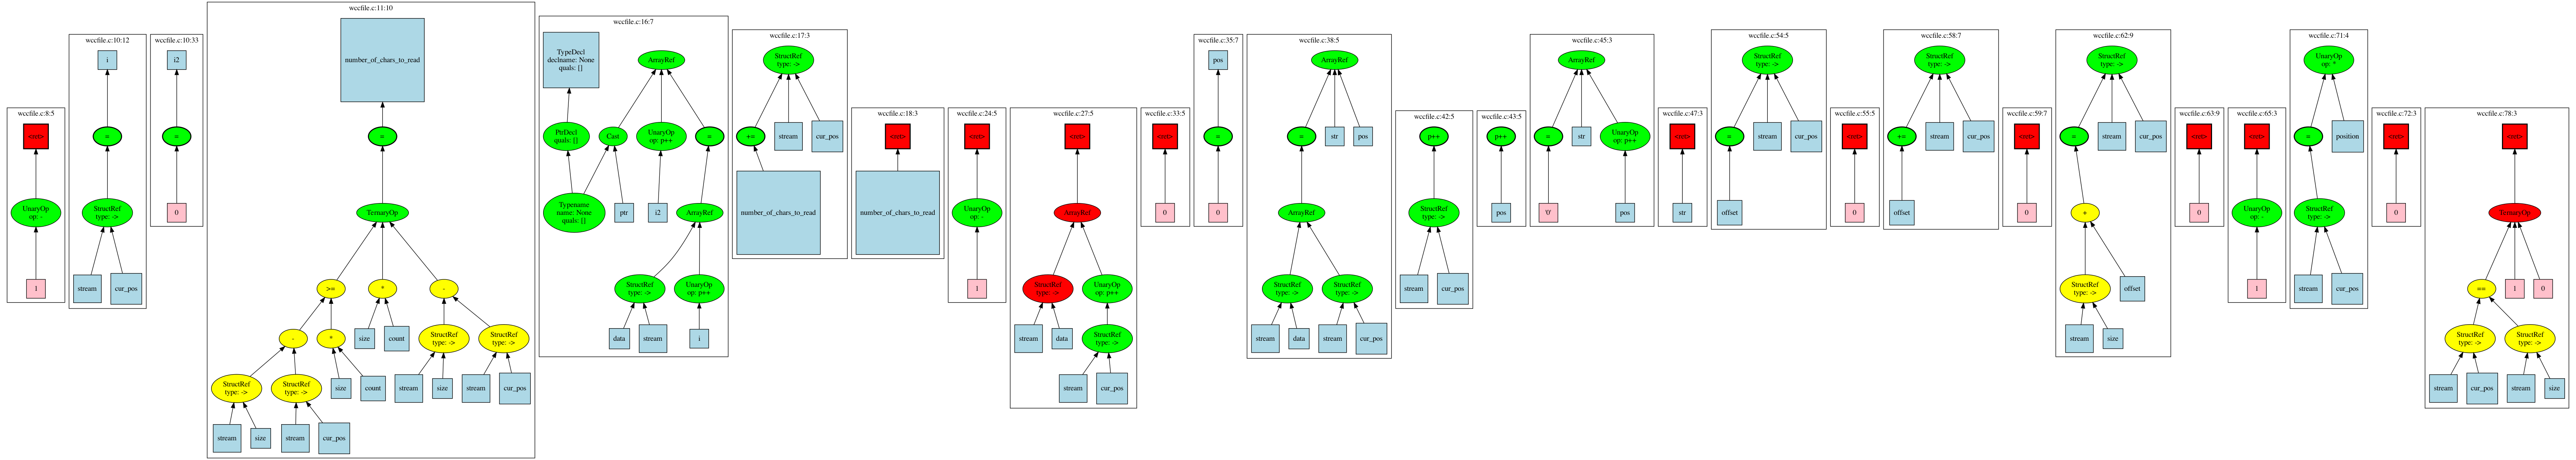 wccfile.c:8:5
<ret>
UnaryOp
op: -
1
wccfile.c:10:12
i
=
StructRef
type: ->
stream
cur_pos
wccfile.c:10:33
i2
=
0
wccfile.c:11:10
number_of_chars_to_read
=
TernaryOp
>=
*
-
-
*
size
count
StructRef
type: ->
StructRef
type: ->
StructRef
type: ->
StructRef
type: ->
size
count
stream
size
stream
cur_pos
stream
size
stream
cur_pos
wccfile.c:16:7
TypeDecl
declname: None
quals: []
ArrayRef
PtrDecl
quals: []
Cast
UnaryOp
op: p++
=
Typename
name: None
quals: []
ptr
i2
ArrayRef
StructRef
type: ->
UnaryOp
op: p++
data
stream
i
wccfile.c:17:3
StructRef
type: ->
+=
stream
cur_pos
number_of_chars_to_read
wccfile.c:18:3
<ret>
number_of_chars_to_read
wccfile.c:24:5
<ret>
UnaryOp
op: -
1
wccfile.c:27:5
<ret>
ArrayRef
StructRef
type: ->
UnaryOp
op: p++
stream
data
StructRef
type: ->
stream
cur_pos
wccfile.c:33:5
<ret>
0
wccfile.c:35:7
pos
=
0
wccfile.c:38:5
ArrayRef
=
str
pos
ArrayRef
StructRef
type: ->
StructRef
type: ->
stream
data
stream
cur_pos
wccfile.c:42:5
p++
StructRef
type: ->
stream
cur_pos
wccfile.c:43:5
p++
pos
wccfile.c:45:3
ArrayRef
=
str
UnaryOp
op: p++
'0'
pos
wccfile.c:47:3
<ret>
str
wccfile.c:54:5
StructRef
type: ->
=
stream
cur_pos
offset
wccfile.c:55:5
<ret>
0
wccfile.c:58:7
StructRef
type: ->
+=
stream
cur_pos
offset
wccfile.c:59:7
<ret>
0
wccfile.c:62:9
StructRef
type: ->
=
stream
cur_pos
+
StructRef
type: ->
offset
stream
size
wccfile.c:63:9
<ret>
0
wccfile.c:65:3
<ret>
UnaryOp
op: -
1
wccfile.c:71:4
UnaryOp
op: *
=
position
StructRef
type: ->
stream
cur_pos
wccfile.c:72:3
<ret>
0
wccfile.c:78:3
<ret>
TernaryOp
==
1
0
StructRef
type: ->
StructRef
type: ->
stream
cur_pos
stream
size